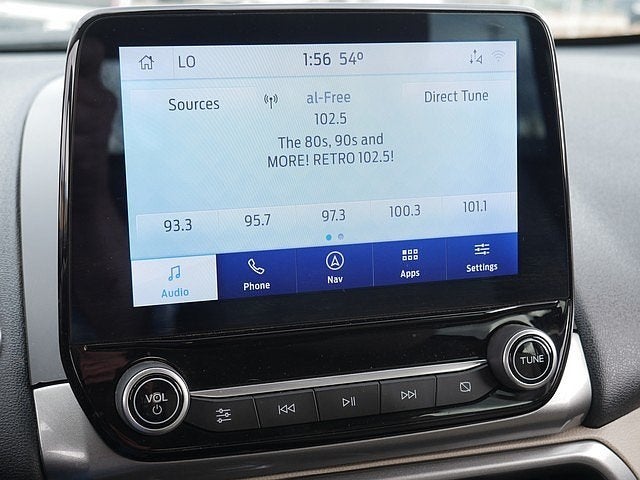 LO 1:56 54º
Sources al-Free Direct Tune
102.5
The 80s, 90s and
MORE! RETRO 102.5!
93.3 95.7 97.3 100.3 101.1
Audio Phone Nav Apps Settings
VOL TUNE